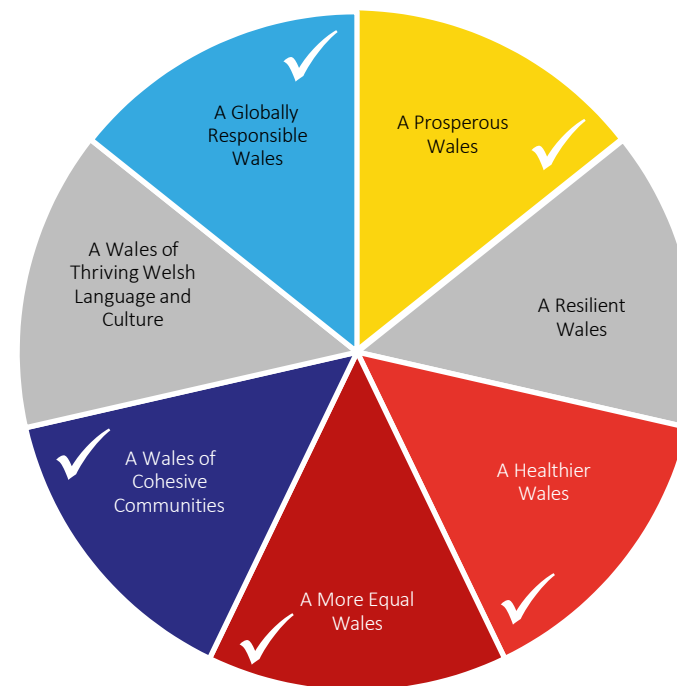 A Globally
Responsible
Wales
A Prosperous
Wales
A Wales of
Thriving Welsh
Language and
Culture
A Resilient
Wales
A Wales of
Cohesive
Communities
A Healthier
Wales
A More Equal
Wales